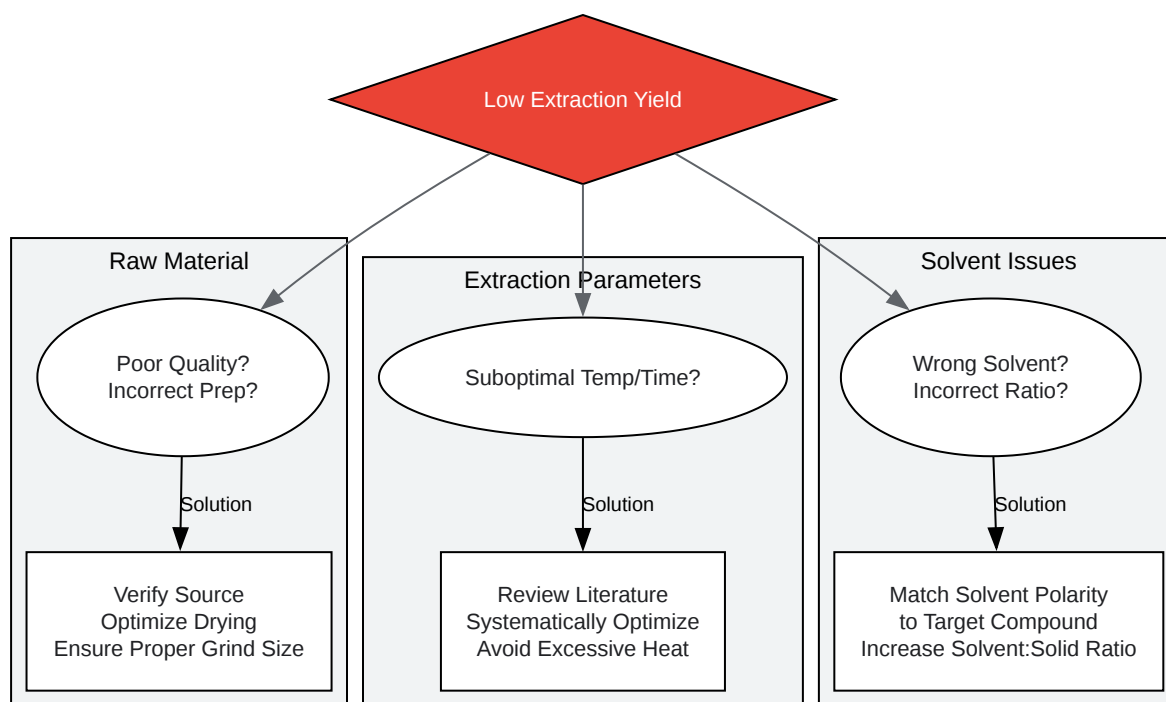 Low Extraction Yield
Raw Material
Poor Quality?
Incorrect Prep?
Solution
Verify Source
Optimize Drying
Ensure Proper Grind Size
Extraction Parameters
Suboptimal Temp/Time?
Solution
Review Literature
Systematically Optimize
Avoid Excessive Heat
Solvent Issues
Wrong Solvent?
Incorrect Ratio?
Solution
Match Solvent Polarity
to Target Compound
Increase Solvent:Solid Ratio